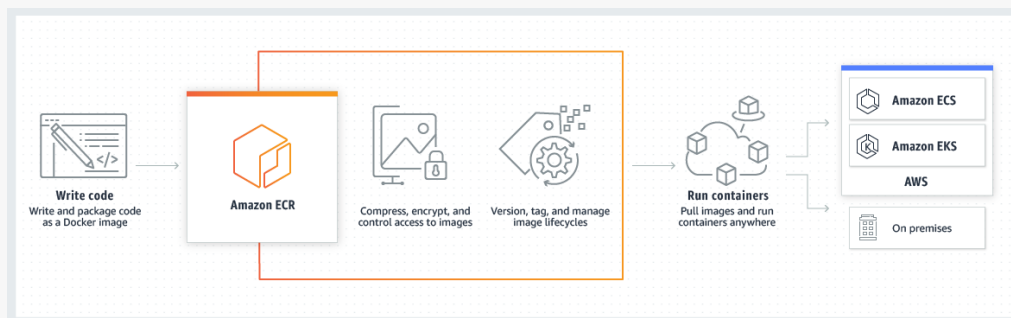 Write code
Write and package code
as a Docker image
</>
Amazon ECR
Compress, encrypt, and
control access to images
Version, tag, and manage
image lifecycles
Run containers
Pull images and run
containers anywhere
Amazon ECS
K
Amazon EKS
AWS
On premises